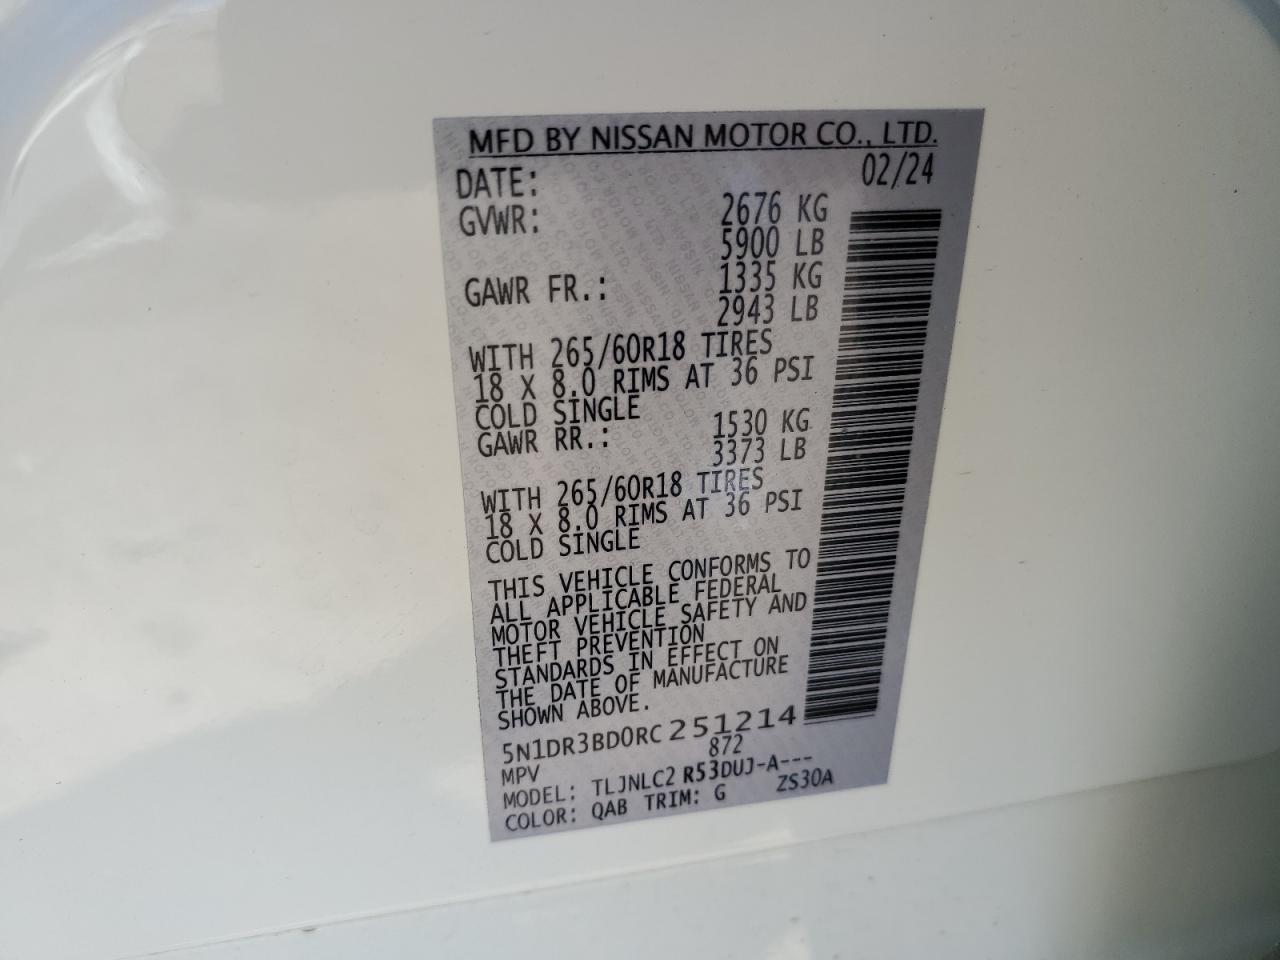 MFD BY NISSAN MOTOR CO., LTD.
DATE: 02/24
GVWR: 2676 KG
5900 LB
GAWR FR.: 1335 KG
2943 LB
WITH 265/60R18 TIRES
18 X 8.0 RIMS AT 36 PSI
COLD SINGLE
GAWR RR.: 1530 KG
3373 LB
WITH 265/60R18 TIRES
18 X 8.0 RIMS AT 36 PSI
COLD SINGLE
THIS VEHICLE CONFORMS TO
ALL APPLICABLE FEDERAL
MOTOR VEHICLE SAFETY AND
THEFT PREVENTION
STANDARDS IN EFFECT ON
THE DATE OF MANUFACTURE
SHOWN ABOVE.
5N1DR3BD0RC251214
MPV 872
MODEL: TLJNLC2 R53DUJ-A---
COLOR: QAB TRIM: G ZS30A